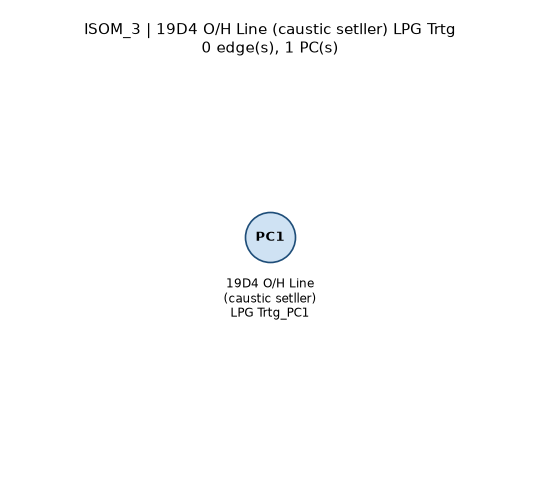 ISOM_3 | 19D4 O/H Line (caustic setller) LPG Trtg
0 edge(s), 1 PC(s)
PC1
19D4 O/H Line
(caustic setller)
LPG Trtg_PC1